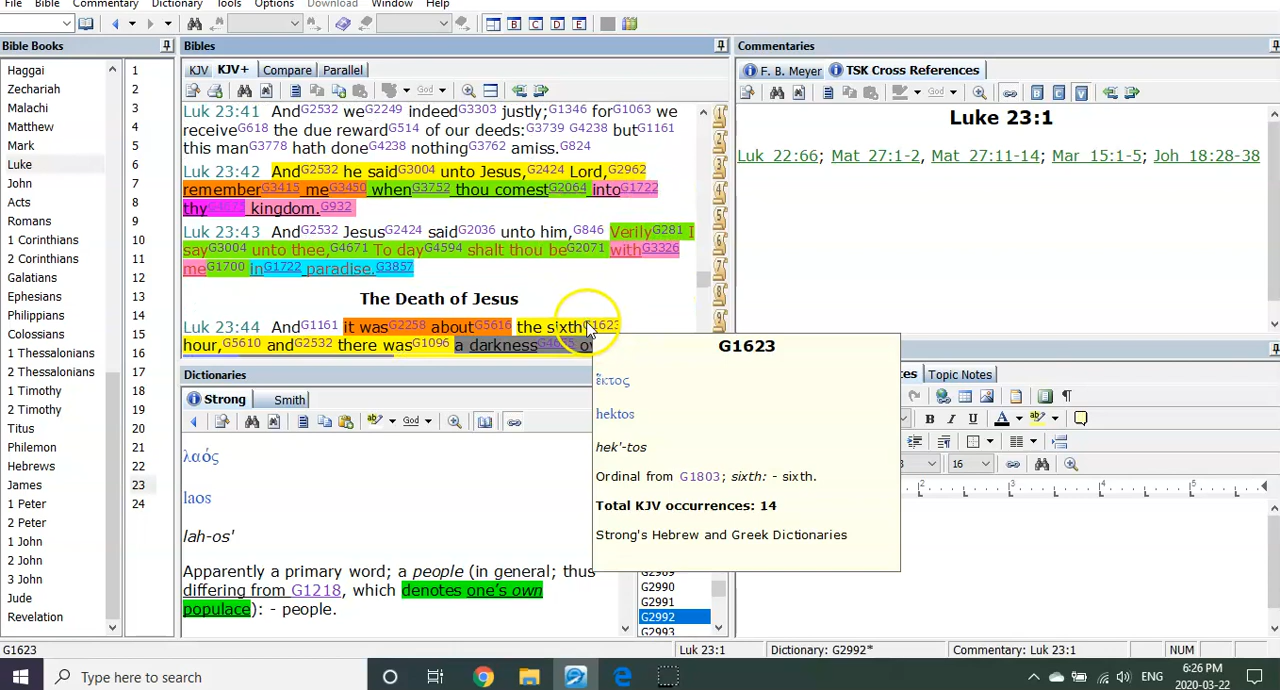 File Bible Commentary Dictionary Tools Options Download Window Help
B C D E
Bible Books
Haggai
Zechariah
Malachi
Matthew
Mark
Luke
John
Acts
Romans
1 Corinthians
2 Corinthians
Galatians
Ephesians
Philippians
Colossians
1 Thessalonians
2 Thessalonians
1 Timothy
2 Timothy
Titus
Philemon
Hebrews
James
1 Peter
2 Peter
1 John
2 John
3 John
Jude
Revelation
1
2
3
4
5
6
7
8
9
10
11
12
13
14
15
16
17
18
19
20
21
22
23
24
Bibles
KJV KJV+ Compare Parallel
God
Luk 23:41 AndG2532 weG2249 indeedG3303 justly;G1346 forG1063 we
receiveG618 the due rewardG514 of our deeds:G3739 G4238 butG1161
this manG3778 hath doneG4238 nothingG3762 amiss.G824
Luk 23:42 AndG2532 he saidG3004 unto Jesus,G2424 Lord,G2962
rememberG3415 meG3450 whenG3752 thou comestG2064 intoG1722
thyG4675 kingdom.G932
Luk 23:43 AndG2532 JesusG2424 saidG2036 unto him,G846 VerilyG281 I
sayG3004 unto thee,G4671 To dayG4594 shalt thou beG2071 withG3326
meG1700 inG1722 paradise.G3857
The Death of Jesus
Luk 23:44 AndG1161 it wasG2258 aboutG5616 the sixthG1623
hour,G5610 andG2532 there wasG1096 a darknessG4655
Dictionaries
Strong Smith
God
λαός
laos
lah-os'
Apparently a primary word; a people (in general; thus
differing from G1218, which denotes one's own
populace): - people.
G2990
G2991
G2992
G2993
G1623
ἕκτος
hektos
hek'-tos
Ordinal from G1803; sixth: - sixth.
Total KJV occurrences: 14
Strong's Hebrew and Greek Dictionaries
Commentaries
F. B. Meyer TSK Cross References
God B C V
Luke 23:1
Luk 22:66; Mat 27:1-2, Mat 27:11-14; Mar 15:1-5; Joh 18:28-38
Topic Notes
B I U A
16
1 2 3 4 5
G1623 Luk 23:1 Dictionary: G2992* Commentary: Luk 23:1 NUM
Type here to search
ENG
6:26 PM
2020-03-22